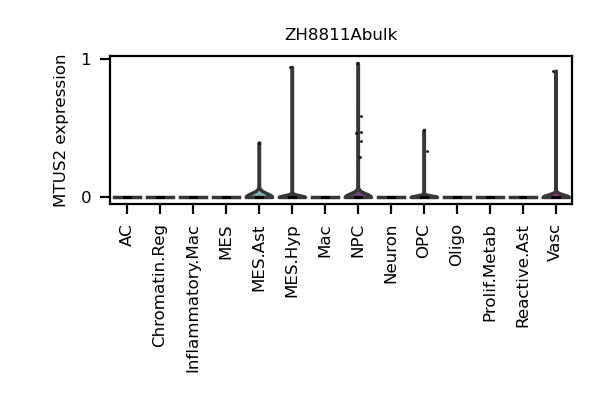 ZH8811Abulk
MTUS2 expression
1
0
AC
Chromatin.Reg
Inflammatory.Mac
MES
MES.Ast
MES.Hyp
Mac
NPC
Neuron
OPC
Oligo
Prolif.Metab
Reactive.Ast
Vasc